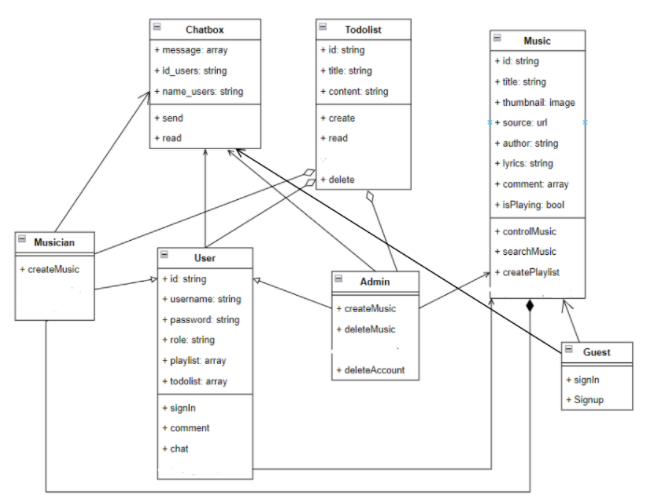 Chatbox
+ message: array
+ id_users: string
+ name_users: string
+ send
+ read
Todolist
+ id: string
+ title: string
+ content: string
+ create
+ read
+ delete
Music
+ id: string
+ title: string
+ thumbnail: image
+ source: url
+ author: string
+ lyrics: string
+ comment: array
+ isPlaying: bool
+ controlMusic
+ searchMusic
+ createPlaylist
Musician
+ createMusic
User
+ id: string
+ username: string
+ password: string
+ role: string
+ playlist: array
+ todolist: array
+ signIn
+ comment
+ chat
Admin
+ createMusic
+ deleteMusic
+ deleteAccount
Guest
+ signIn
+ Signup